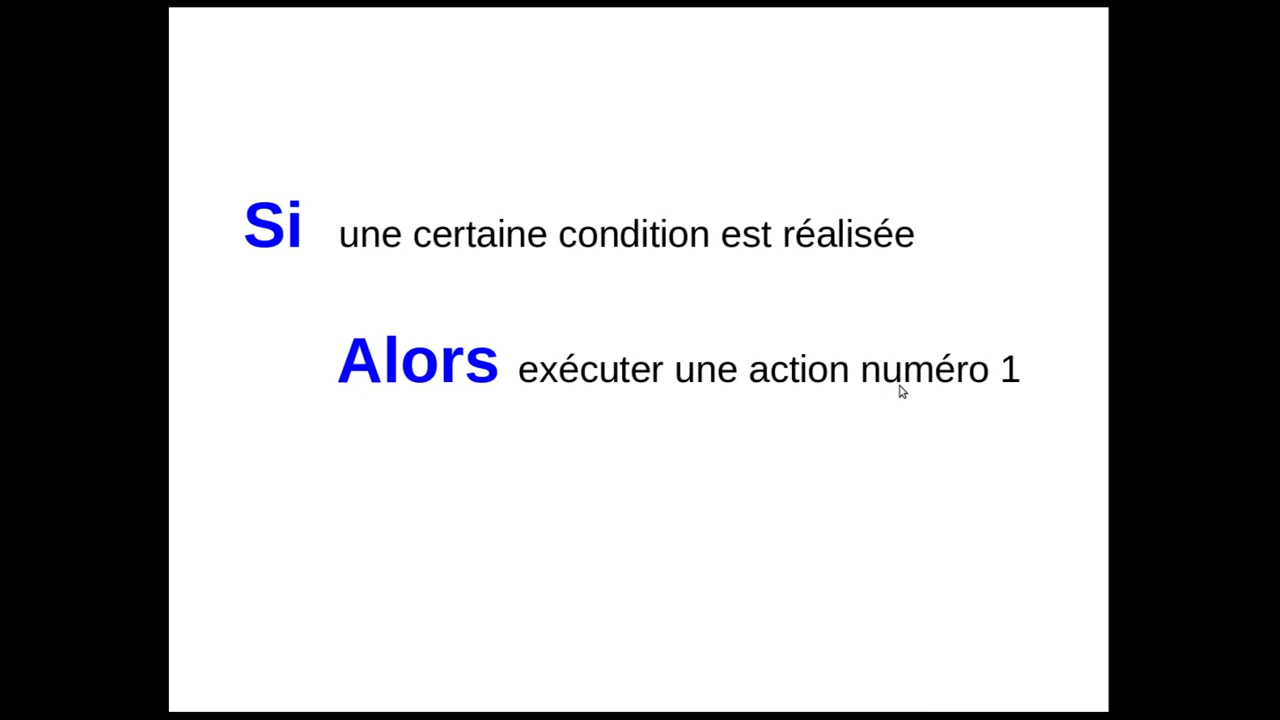 Si une certaine condition est réalisée
Alors exécuter une action numéro 1